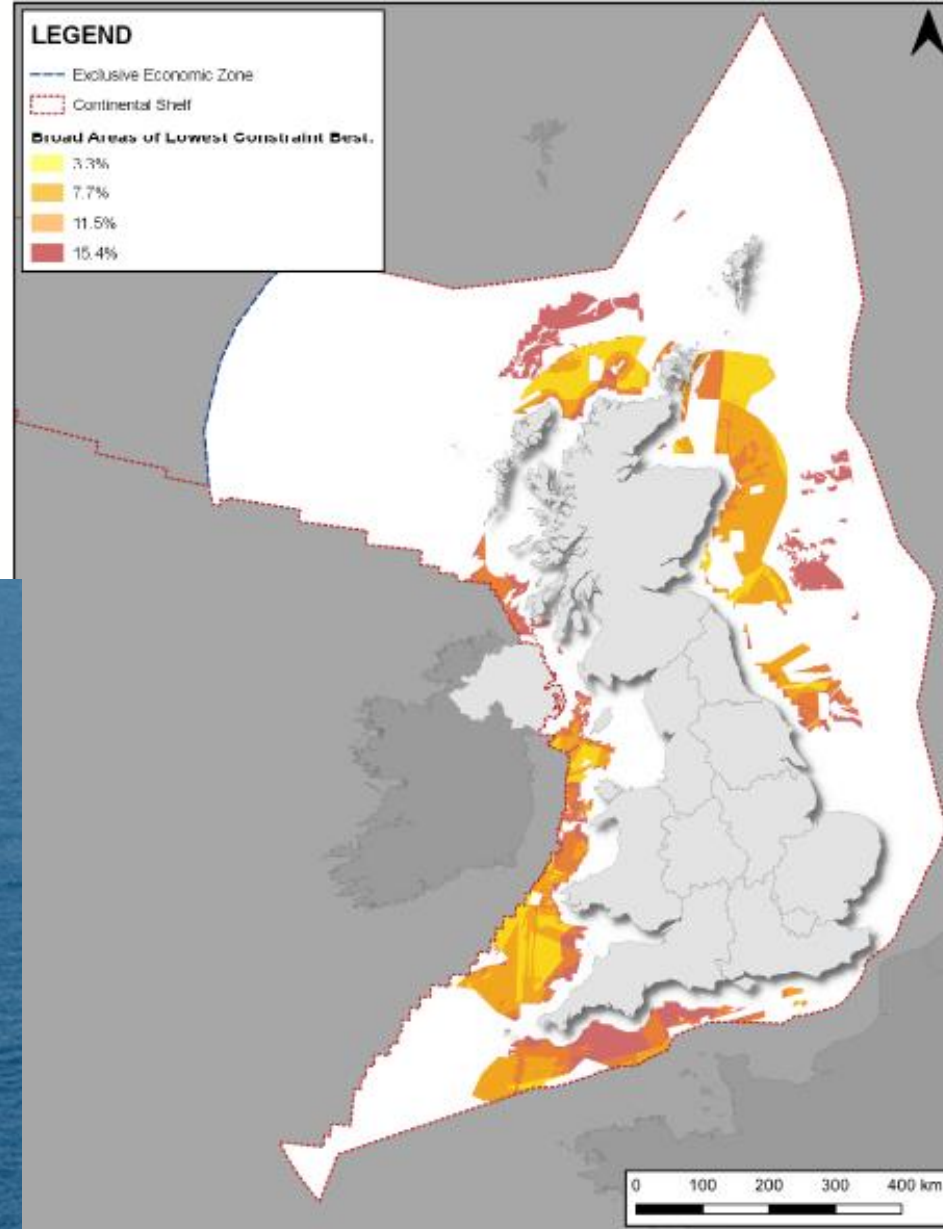 LEGEND
Exclusive Economic Zone
Continental Shelf
Broad Areas of Lowest Constraint Best.
3.3%
7.7%
11.5%
15.4%
0 100 200 300 400 km